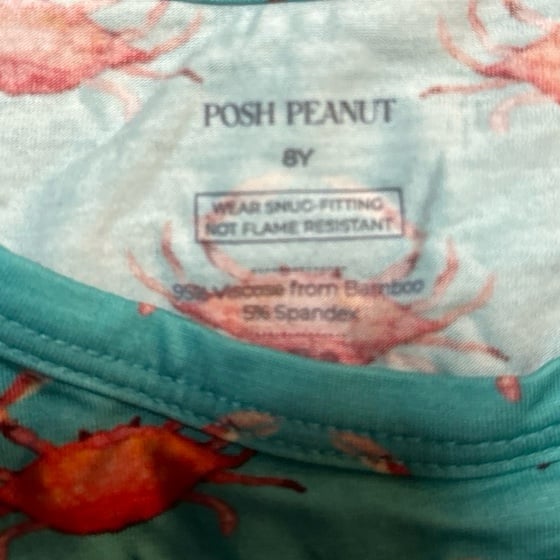 POSH PEANUT
8Y
WEAR SNUG-FITTING
NOT FLAME RESISTANT
95% Viscose from Bamboo
5% Spandex